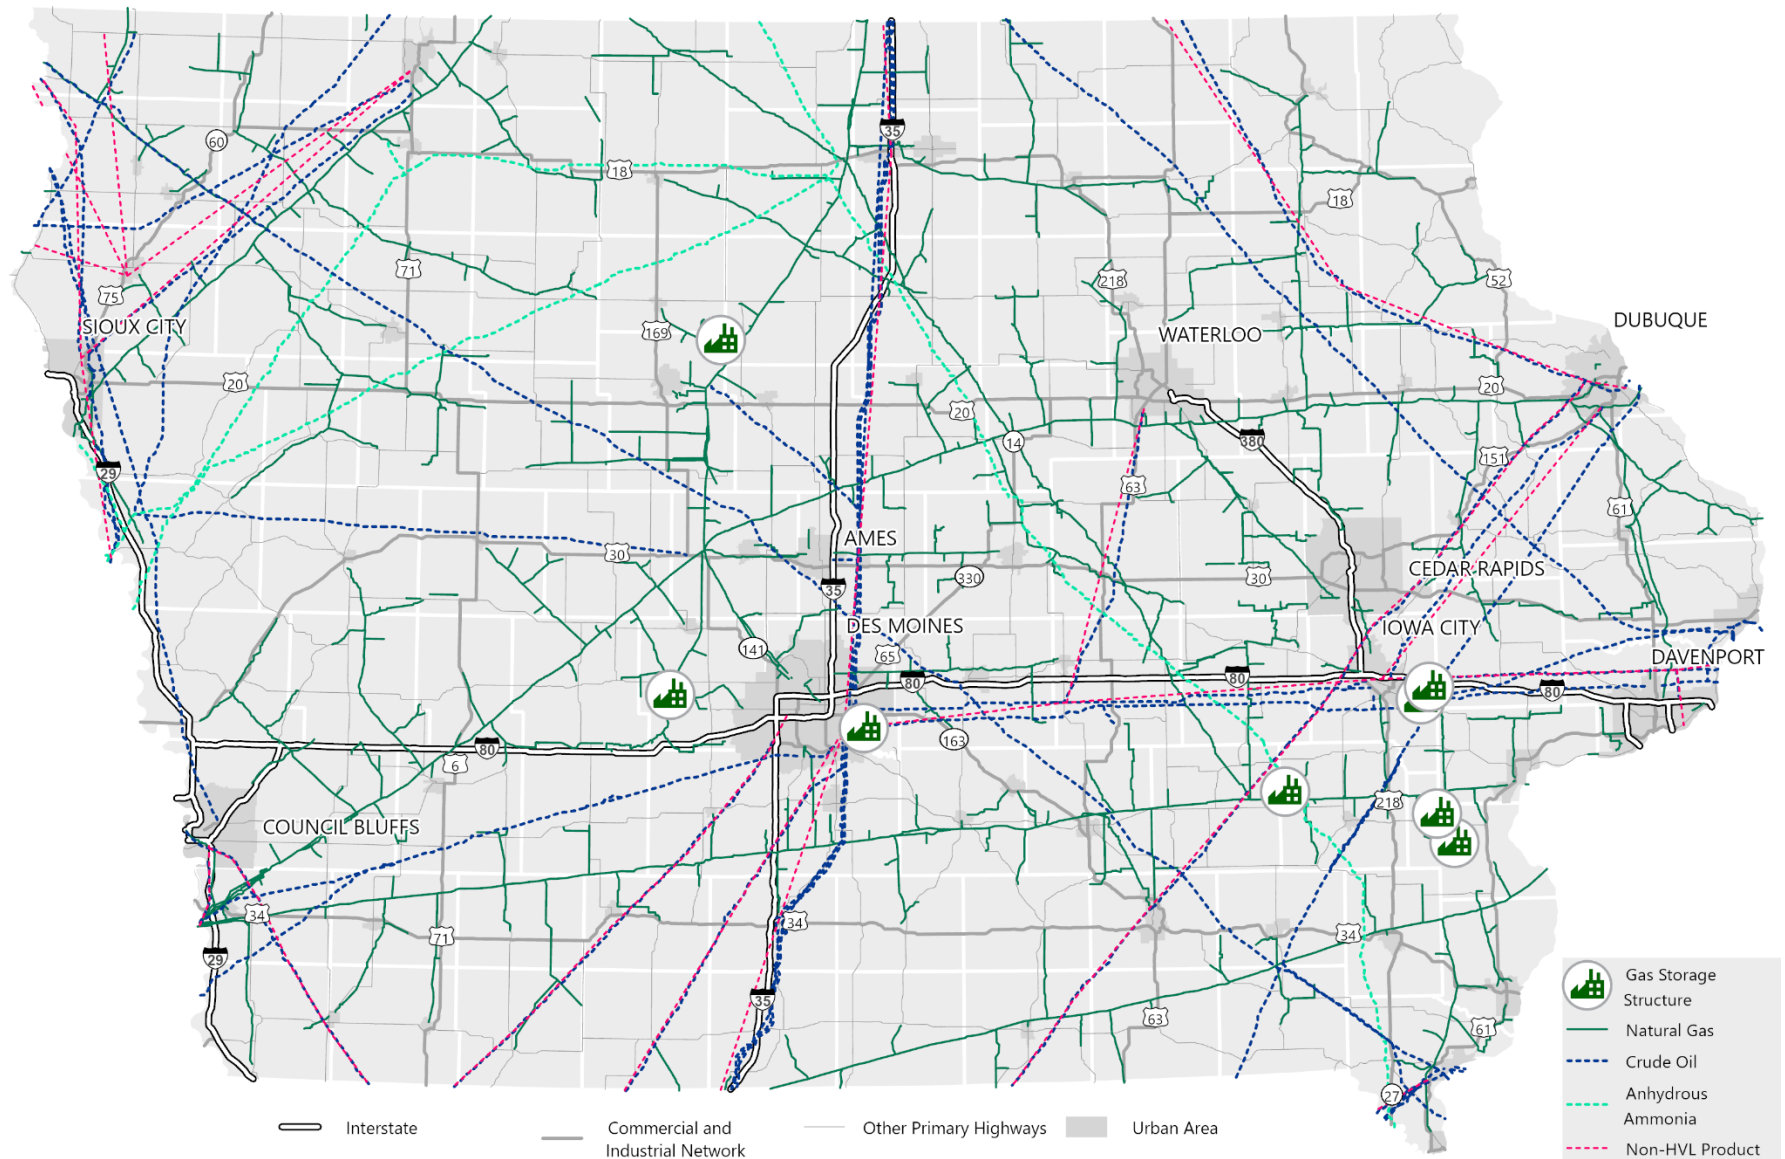 35
60
18
18
71
218
52
75
SIOUX CITY
169
WATERLOO
DUBUQUE
20
20
20
14
380
151
29
63
61
AMES
30
330
30
CEDAR RAPIDS
35
DES MOINES
IOWA CITY
141
65
DAVENPORT
80
80
80
163
80
6
218
COUNCIL BLUFFS
34
34
34
71
29
35
63
61
27
Gas Storage
Structure
Natural Gas
Crude Oil
Anhydrous
Ammonia
Non-HVL Product
Interstate
Commercial and
Industrial Network
Other Primary Highways
Urban Area